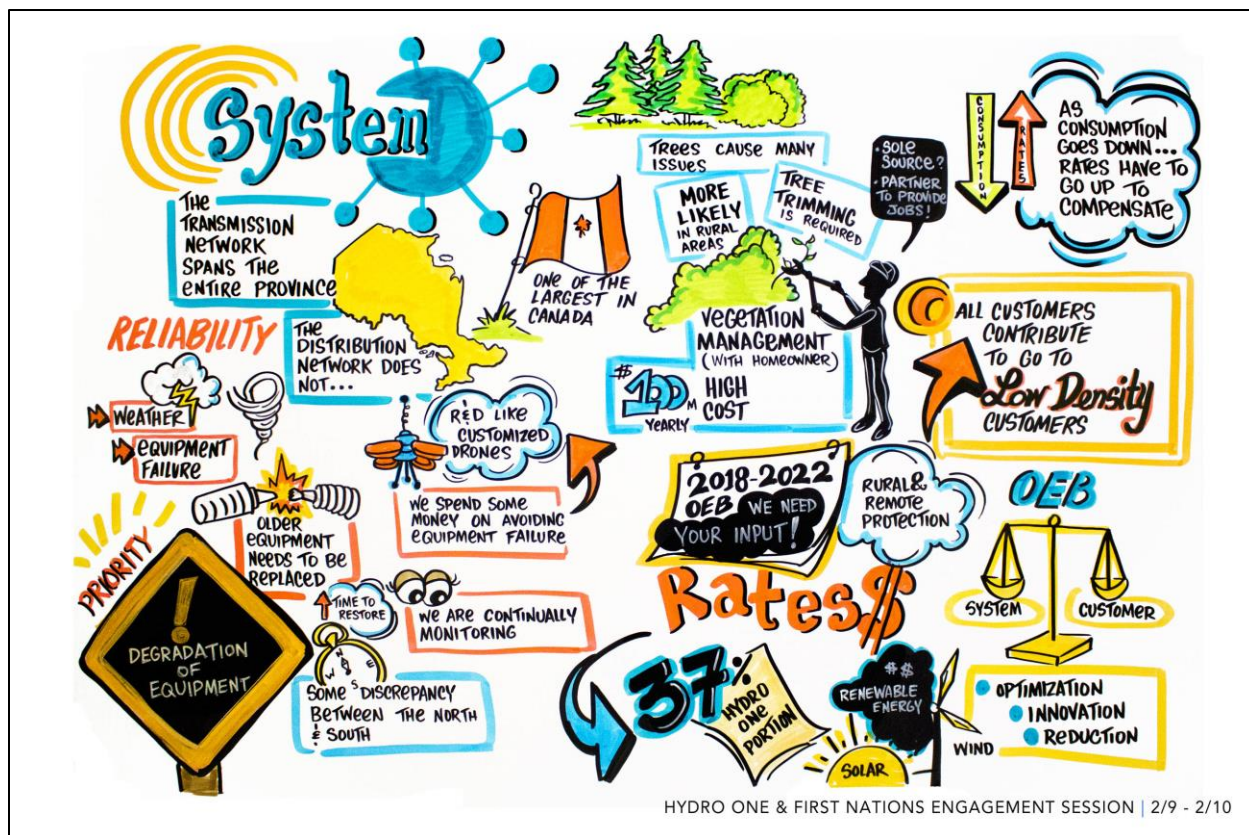 System
THE
TRANSMISSION
NETWORK
SPANS THE
ENTIRE PROVINCE
ONE OF THE
LARGEST IN
CANADA
THE
DISTRIBUTION
NETWORK DOES
NOT...
RELIABILITY
WEATHER
EQUIPMENT
FAILURE
OLDER
EQUIPMENT
NEEDS TO BE
REPLACED
R&D LIKE
CUSTOMIZED
DRONES
WE SPEND SOME
MONEY ON AVOIDING
EQUIPMENT FAILURE
PRIORITY
!
DEGRADATION
OF
EQUIPMENT
TIME TO
RESTORE
WE ARE CONTINUALLY
MONITORING
N
W E
S
SOME DISCREPANCY
BETWEEN THE NORTH
& SOUTH
TREES CAUSE MANY
ISSUES
MORE
LIKELY
IN RURAL
AREAS
TREE
TRIMMING
IS REQUIRED
• SOLE
SOURCE?
• PARTNER
TO PROVIDE
JOBS!
VEGETATION
MANAGEMENT
(WITH HOMEOWNER)
$100M
YEARLY
HIGH
COST
CONSUMPTION
RATES
AS
CONSUMPTION
GOES DOWN...
RATES HAVE TO
GO UP TO
COMPENSATE
ALL CUSTOMERS
CONTRIBUTE
TO GO TO
Low Density
CUSTOMERS
2018-2022
OEB WE NEED
YOUR INPUT!
RURAL &
REMOTE
PROTECTION
Rates$
37%
HYDRO
ONE
PORTION
#$
RENEWABLE
ENERGY
SOLAR
WIND
OEB
SYSTEM
CUSTOMER
OPTIMIZATION
INNOVATION
REDUCTION
HYDRO ONE & FIRST NATIONS ENGAGEMENT SESSION | 2/9 - 2/10